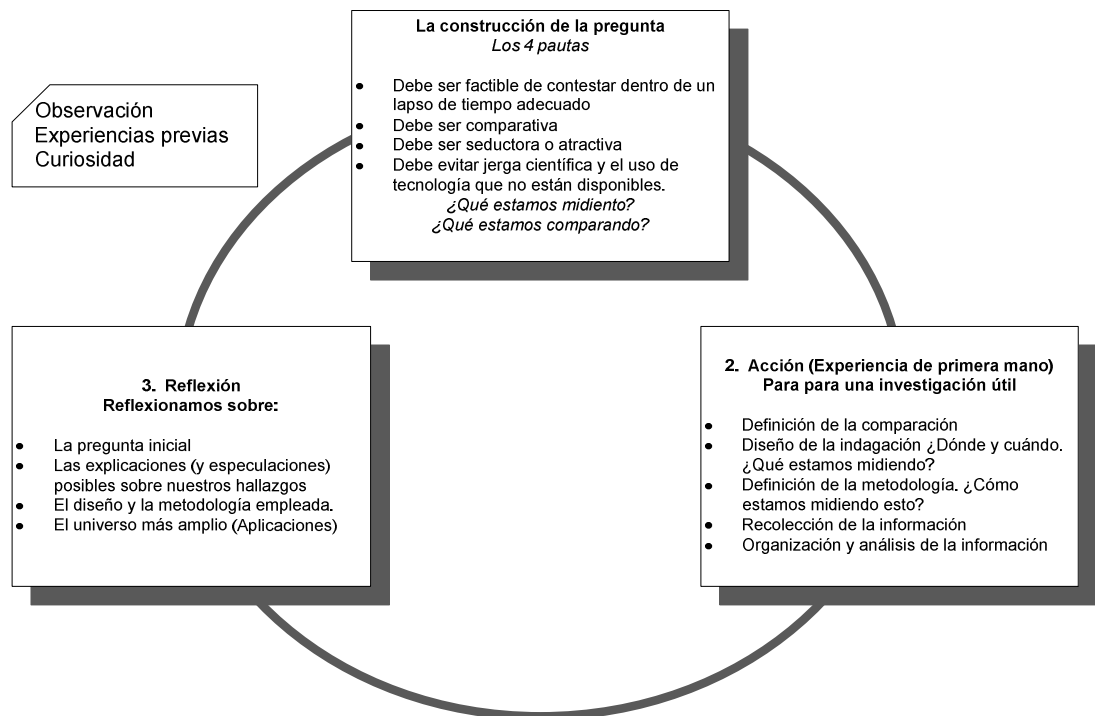 La construcción de la pregunta
Los 4 pautas
• Debe ser factible de contestar dentro de un
lapso de tiempo adecuado
• Debe ser comparativa
• Debe ser seductora o atractiva
• Debe evitar jerga científica y el uso de
tecnología que no están disponibles.
¿Qué estamos midiento?
¿Qué estamos comparando?
Observación
Experiencias previas
Curiosidad
2. Acción (Experiencia de primera mano)
Para para una investigación útil
• Definición de la comparación
• Diseño de la indagación ¿Dónde y cuándo.
¿Qué estamos midiendo?
• Definición de la metodología. ¿Cómo
estamos midiendo esto?
• Recolección de la información
• Organización y análisis de la información
3. Reflexión
Reflexionamos sobre:
• La pregunta inicial
• Las explicaciones (y especulaciones)
posibles sobre nuestros hallazgos
• El diseño y la metodología empleada.
• El universo más amplio (Aplicaciones)